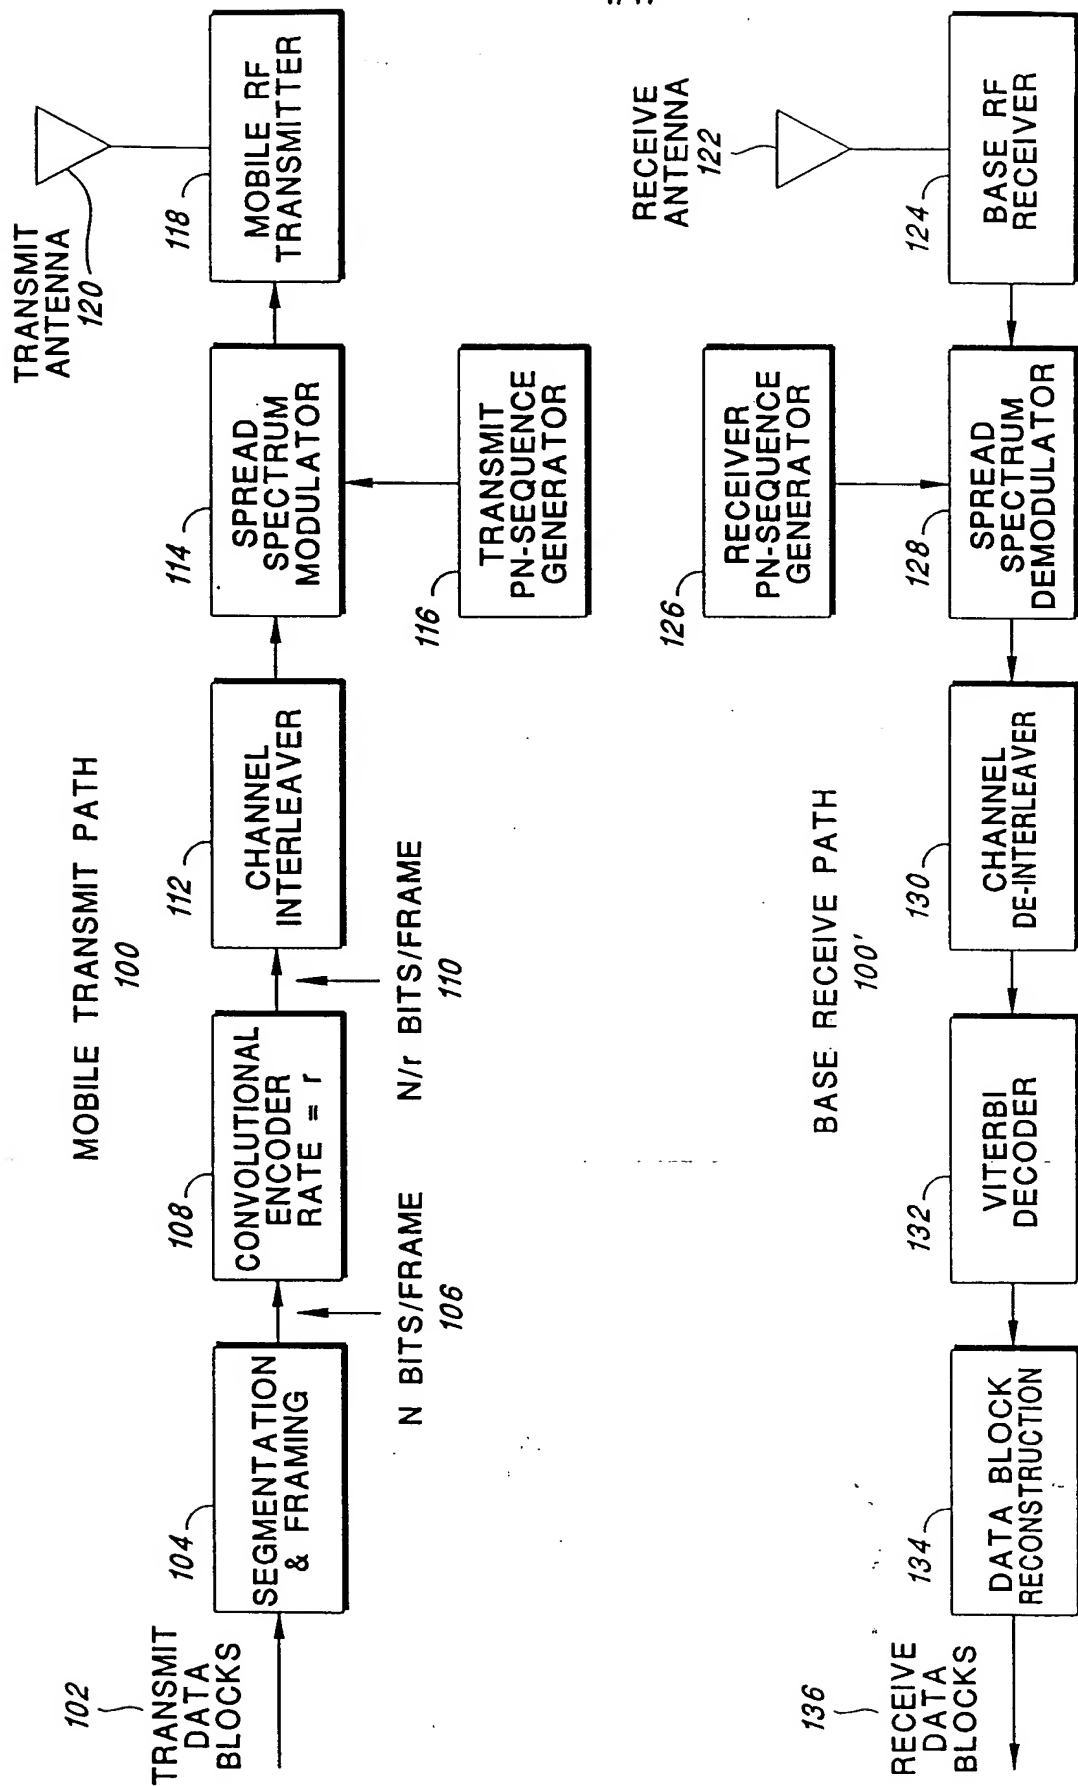 MOBILE TRANSMIT PATH
100
102
TRANSMIT
DATA
BLOCKS
104
SEGMENTATION
& FRAMING
N BITS/FRAME
106
108
CONVOLUTIONAL
ENCODER
RATE = r
N/r BITS/FRAME
110
112
CHANNEL
INTERLEAVER
114
SPREAD
SPECTRUM
MODULATOR
116
TRANSMIT
PN-SEQUENCE
GENERATOR
118
MOBILE RF
TRANSMITTER
TRANSMIT
ANTENNA
120
BASE RECEIVE PATH
100'
RECEIVE
ANTENNA
122
124
BASE RF
RECEIVER
126
RECEIVER
PN-SEQUENCE
GENERATOR
128
SPREAD
SPECTRUM
DEMODULATOR
130
CHANNEL
DE-INTERLEAVER
132
VITERBI
DECODER
134
DATA BLOCK
RECONSTRUCTION
136
RECEIVE
DATA
BLOCKS